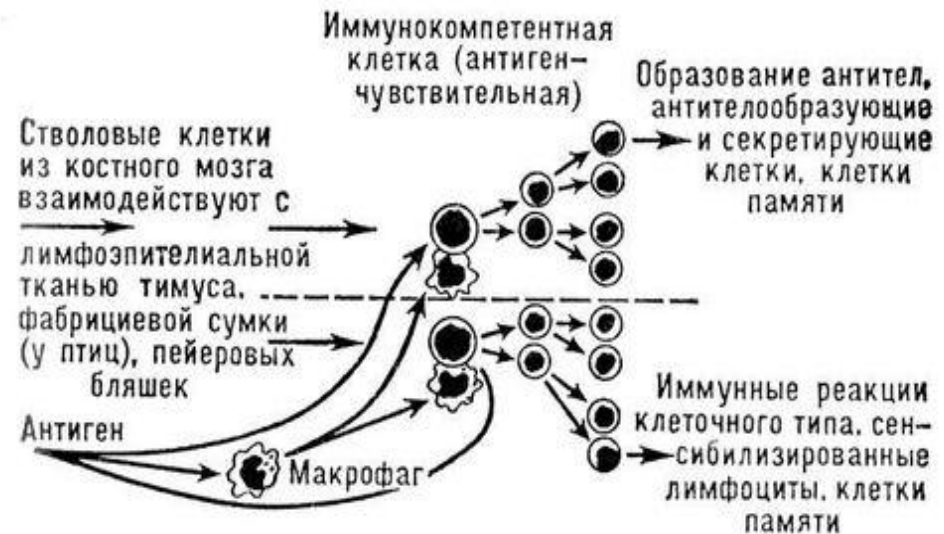 Иммунокомпетентная
клетка (антиген-
чувствительная)
Стволовые клетки
из костного мозга
взаимодействуют с
лимфоэпителиальной
тканью тимуса,
фабрициевой сумки
(у птиц), пейеровых
бляшек
Антиген
Макрофаг
Образование антител,
антителообразующие
и секретирующие
клетки, клетки
памяти
Иммунные реакции
клеточного типа, сен-
сибилизированные
лимфоциты, клетки
памяти